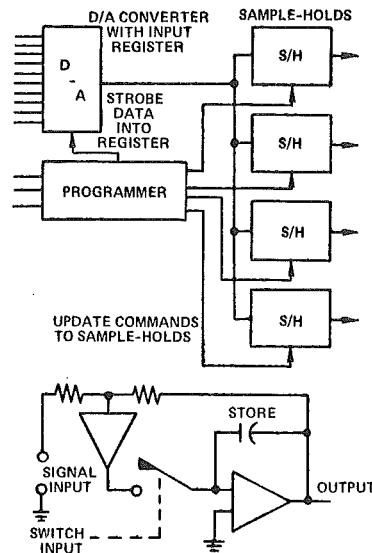 D/A CONVERTER
WITH INPUT
REGISTER
SAMPLE-HOLDS
D
-
A
STROBE
DATA
INTO
REGISTER
S/H
S/H
PROGRAMMER
S/H
S/H
UPDATE COMMANDS
TO SAMPLE-HOLDS
STORE
SIGNAL
INPUT
OUTPUT
SWITCH
INPUT